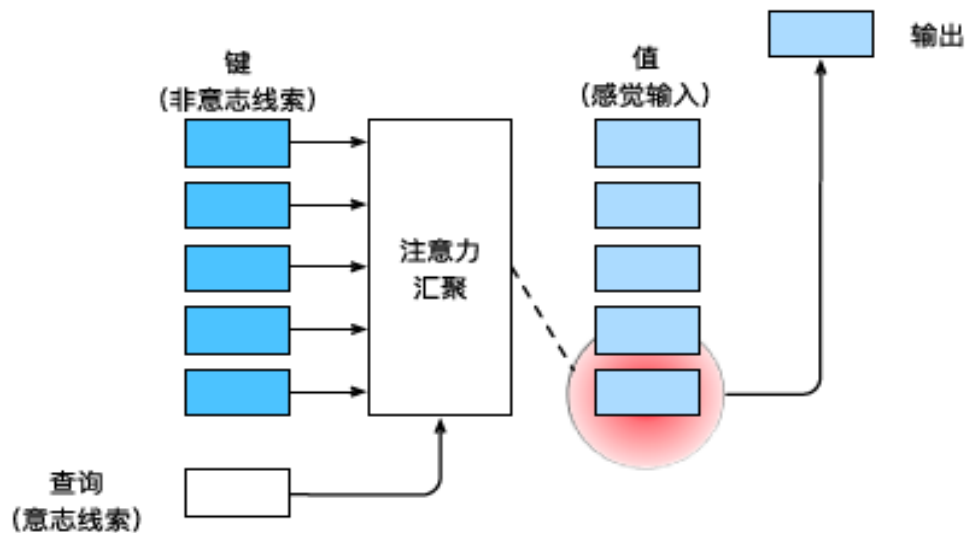 输出
键
（非意志线索）
值
（感觉输入）
注意力
汇聚
查询
（意志线索）